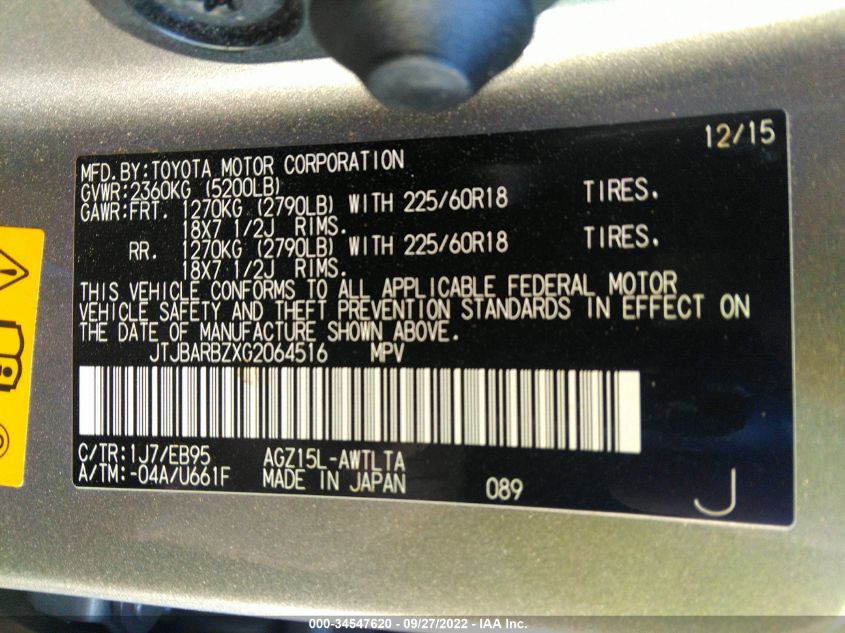 12/15
MFD.BY:TOYOTA MOTOR CORPORATION
GVWR:2360KG (5200LB)
GAWR:FRT. 1270KG (2790LB) WITH 225/60R18 TIRES.
18X7 1/2J RIMS.
RR. 1270KG (2790LB) WITH 225/60R18 TIRES.
18X7 1/2J RIMS.
THIS VEHICLE CONFORMS TO ALL APPLICABLE FEDERAL MOTOR
VEHICLE SAFETY AND THEFT PREVENTION STANDARDS IN EFFECT ON
THE DATE OF MANUFACTURE SHOWN ABOVE.
JTJBARBZXG2064516 MPV
C/TR:1J7/EB95 AGZ15L-AWTLTA
A/TM:-04A/U661F MADE IN JAPAN 089 J
000-34547620 - 09/27/2022 - IAA Inc.